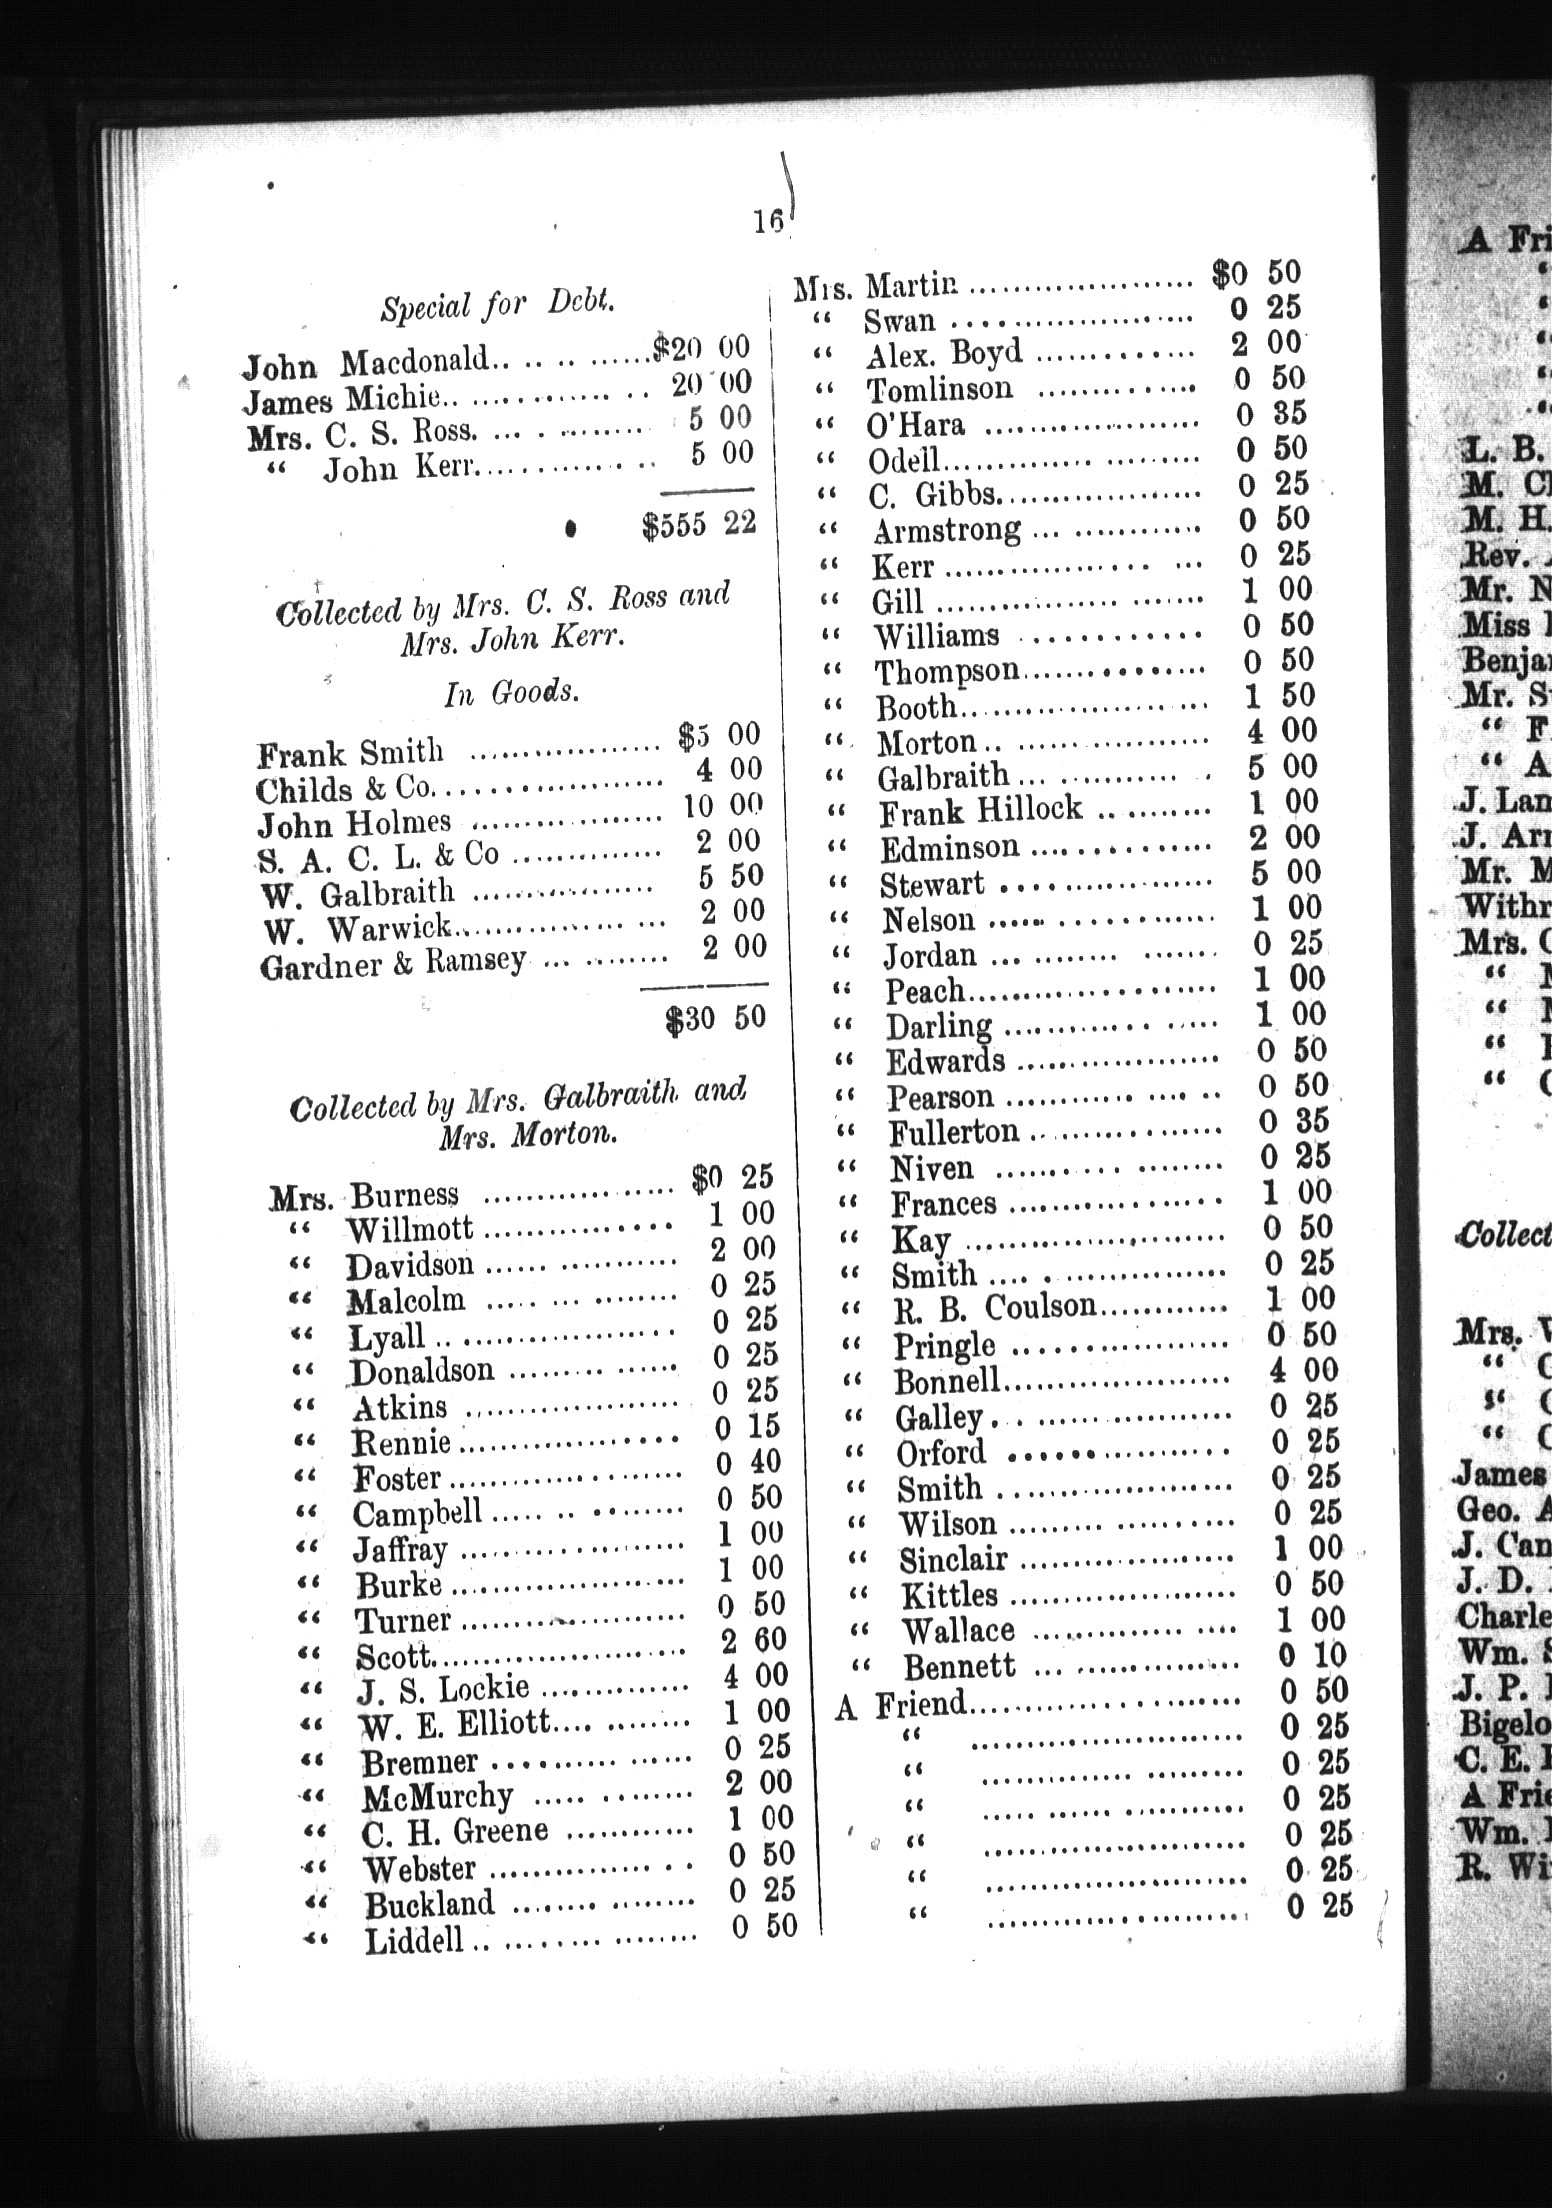 16
Special for Debt.
John Macdonald.. .. .. ......$20 00
James Michie.. ............. .. 20 00
Mrs. C. S. Ross. ... . ......... 5 00
“ John Kerr............. .. 5 00
$555 22
Collected by Mrs. C. S. Ross and
Mrs. John Kerr.
In Goods.
Frank Smith .................. $5 00
Childs & Co................... 4 00
John Holmes .................. 10 00
S. A. C. L. & Co .............. 2 00
W. Galbraith ................. 5 50
W. Warwick................ ... 2 00
Gardner & Ramsey ... ......... 2 00
$30 50
Collected by Mrs. Galbraith and
Mrs. Morton.
Mrs. Burness .................. $0 25
“ Willmott .................. 1 00
“ Davidson ...... ........... 2 00
“ Malcolm ..... ... ......... 0 25
“ Lyall .. .................... 0 25
“ Donaldson .......... ...... 0 25
“ Atkins .................... 0 25
“ Rennie .................... 0 15
“ Foster ..................... 0 40
“ Campbell ..... .. ........ 0 50
“ Jaffray .................... 1 00
“ Burke ..................... 1 00
“ Turner .................... 0 50
“ Scott....................... 2 60
“ J. S. Lockie .............. 4 00
“ W. E. Elliott.... ......... 1 00
“ Bremner .......... ...... 0 25
“ McMurchy ..... ........ 2 00
“ C. H. Greene ............ 1 00
“ Webster ............... . . 0 50
“ Buckland ........ ........ 0 25
“ Liddell .. ......... ........ 0 50
Mrs. Martin ..................... $0 50
“ Swan ...................... 0 25
“ Alex. Boyd .............. 2 00
“ Tomlinson .............. 0 50
“ O'Hara .................... 0 35
“ Odell.............. ......... 0 50
“ C. Gibbs................... 0 25
“ Armstrong ... ............ 0 50
“ Kerr ................... ... 0 25
“ Gill ................. ....... 1 00
“ Williams . ............ 0 50
“ Thompson................. 0 50
“ Booth.................... ... 1 50
“ Morton .. .................. 4 00
“ Galbraith ... ........... . 5 00
“ Frank Hillock .. ........ 1 00
“ Edminson ................ 2 00
“ Stewart .................... 5 00
“ Nelson ...... ............. 1 00
“ Jordan ... ......... ....... 0 25
“ Peach....................... 1 00
“ Darling .............. ..... 1 00
“ Edwards ................... 0 50
“ Pearson ............ .... .. 0 50
“ Fullerton .................. 0 35
“ Niven .......... ........ 0 25
“ Frances .................... 1 00
“ Kay ......................... 0 50
“ Smith .... . ............... 0 25
“ R. B. Coulson............ 1 00
“ Pringle .................... 0 50
“ Bonnell..................... 4 00
“ Galley . . .................. 0 25
“ Orford .................... 0 25
“ Smith ...................... 0 25
“ Wilson ......... .......... 0 25
“ Sinclair .................... 1 00
“ Kittles ..................... 0 50
“ Wallace .............. .... 1 00
“ Bennett ... ............... 0 10
A Friend......................... 0 50
“ ........................ 0 25
“ .............. ......... 0 25
“ ..... ...... ........... 0 25
“ ........................ 0 25
“ ........................ 0 25
“ ........................ 0 25
A
L. B.
M.
M. H.
Rev.
Mr.
Miss
Mr.
“ F
“ A
J.
J.
Mr.
Mrs.
“
“
“
“
Mrs.
“
“
“
James
Geo.
J.
J. D.
Wm.
J. P.
C. E.
A
Wm.
R.